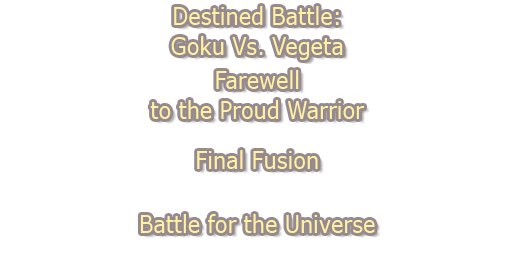 Destined Battle:
Goku Vs. Vegeta
Farewell
to the Proud Warrior
Final Fusion
Battle for the Universe